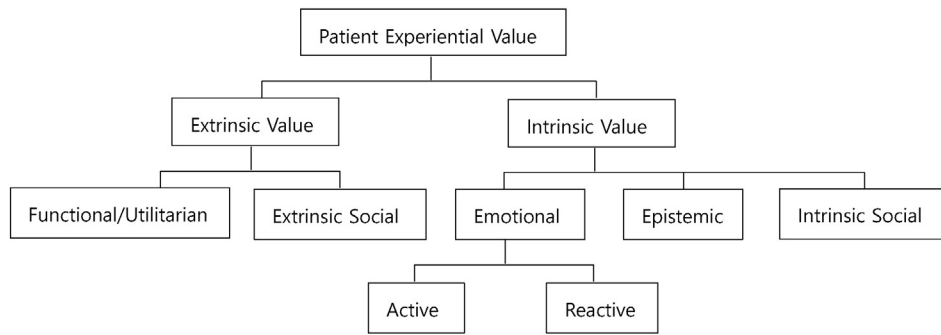 Patient Experiential Value
Extrinsic Value
Intrinsic Value
Functional/Utilitarian
Extrinsic Social
Emotional
Epistemic
Intrinsic Social
Active
Reactive